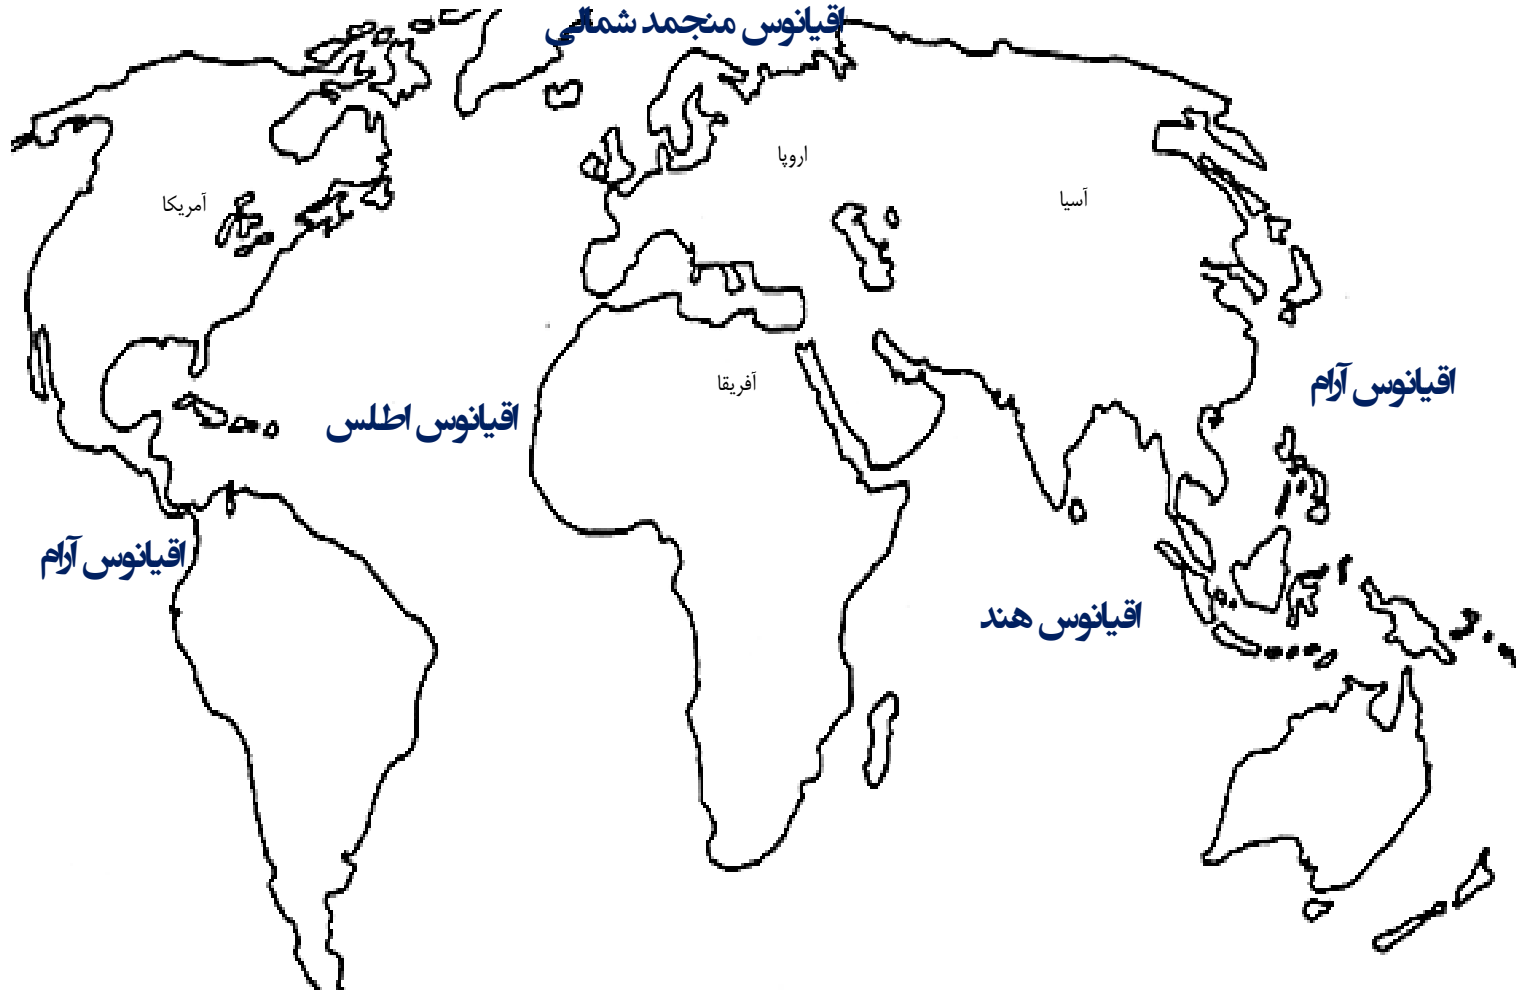 اقیانوس منجمد شمالی
اروپا
آسیا
آمریکا
اقیانوس آرام
آفریقا
اقیانوس اطلس
اقیانوس آرام
اقیانوس هند